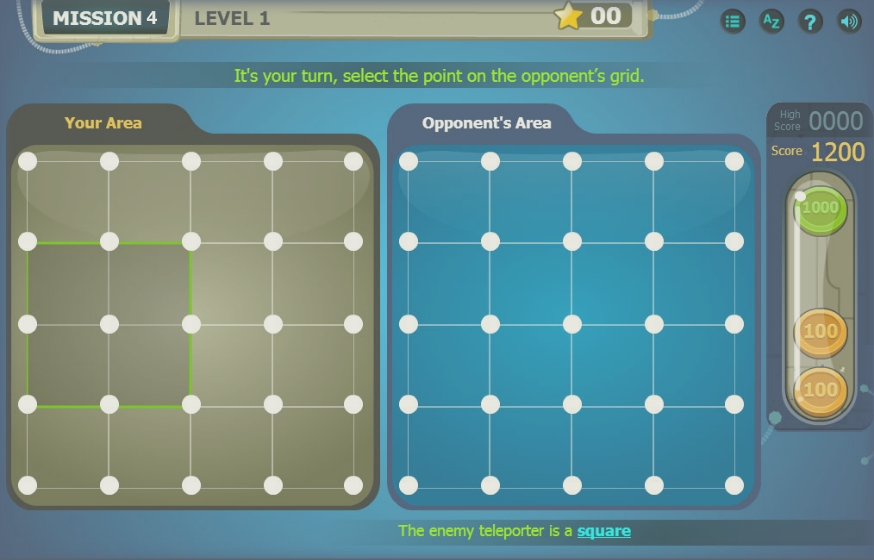 MISSION 4
LEVEL 1
00
AZ
?
It's your turn, select the point on the opponent's grid.
Your Area
Opponent's Area
High
Score
0000
Score 1200
1000
100
100
The enemy teleporter is a square